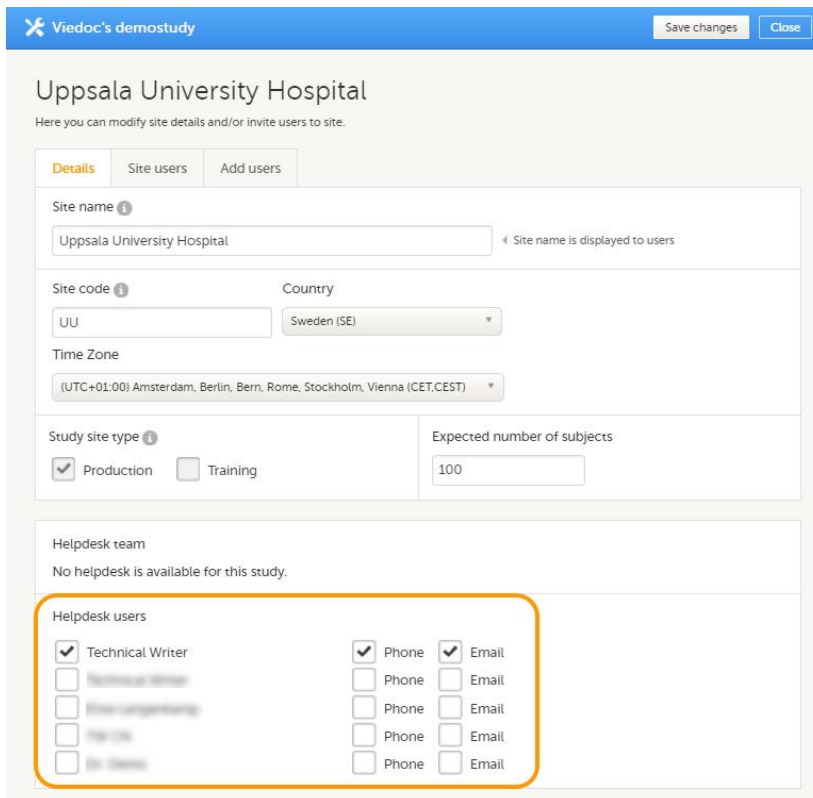 Viedoc's demostudy Save changes Close
Uppsala University Hospital
Here you can modify site details and/or invite users to site.
Details Site users Add users
Site name
Uppsala University Hospital Site name is displayed to users
Site code Country
UU Sweden (SE)
Time Zone
(UTC+01:00) Amsterdam, Berlin, Bern, Rome, Stockholm, Vienna (CET,CEST)
Study site type Expected number of subjects
Production Training 100
Helpdesk team
No helpdesk is available for this study.
Helpdesk users
Technical Writer Phone Email
Phone Email
Phone Email
Phone Email
Phone Email